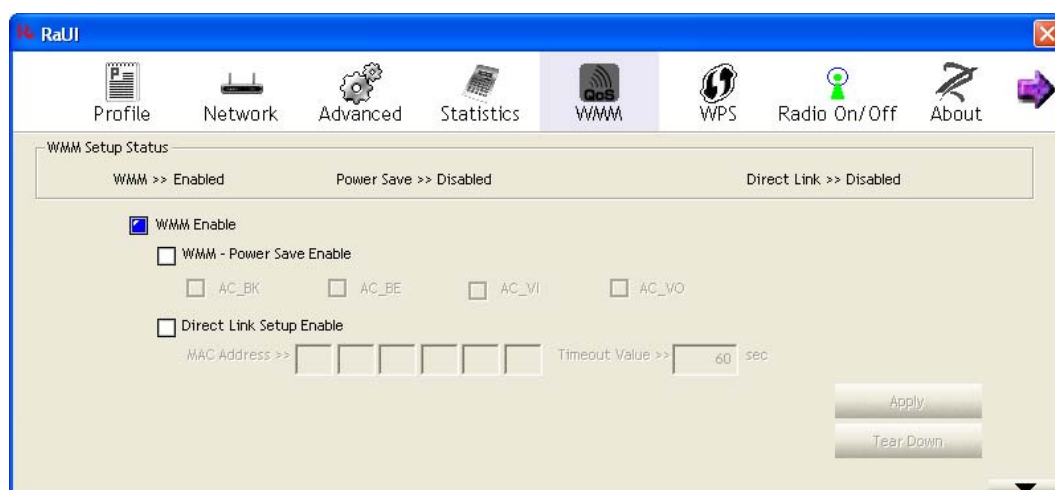 RaUI
Profile Network Advanced Statistics QoS WMM WPS Radio On/Off About
WMM Setup Status
WMM >> Enabled Power Save >> Disabled Direct Link >> Disabled
WMM Enable
WMM - Power Save Enable
AC_BK AC_BE AC_VI AC_VO
Direct Link Setup Enable
MAC Address >> Timeout Value >> 60 sec
Apply
Tear Down